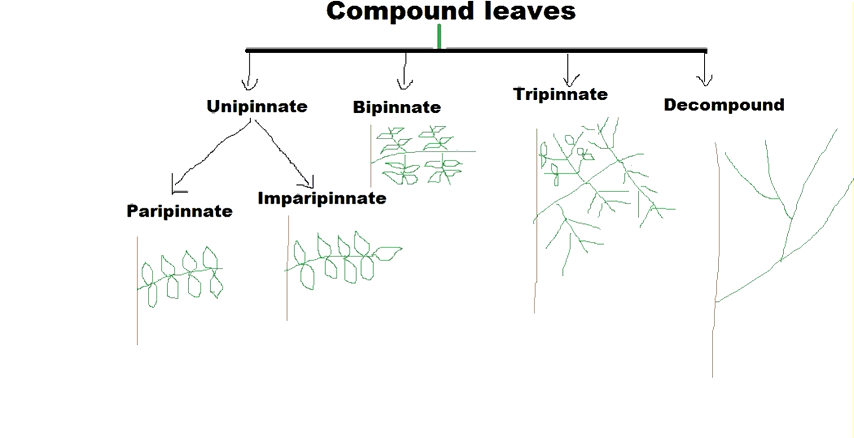 Compound leaves
Unipinnate
Bipinnate
Tripinnate
Decompound
Paripinnate
Imparipinnate